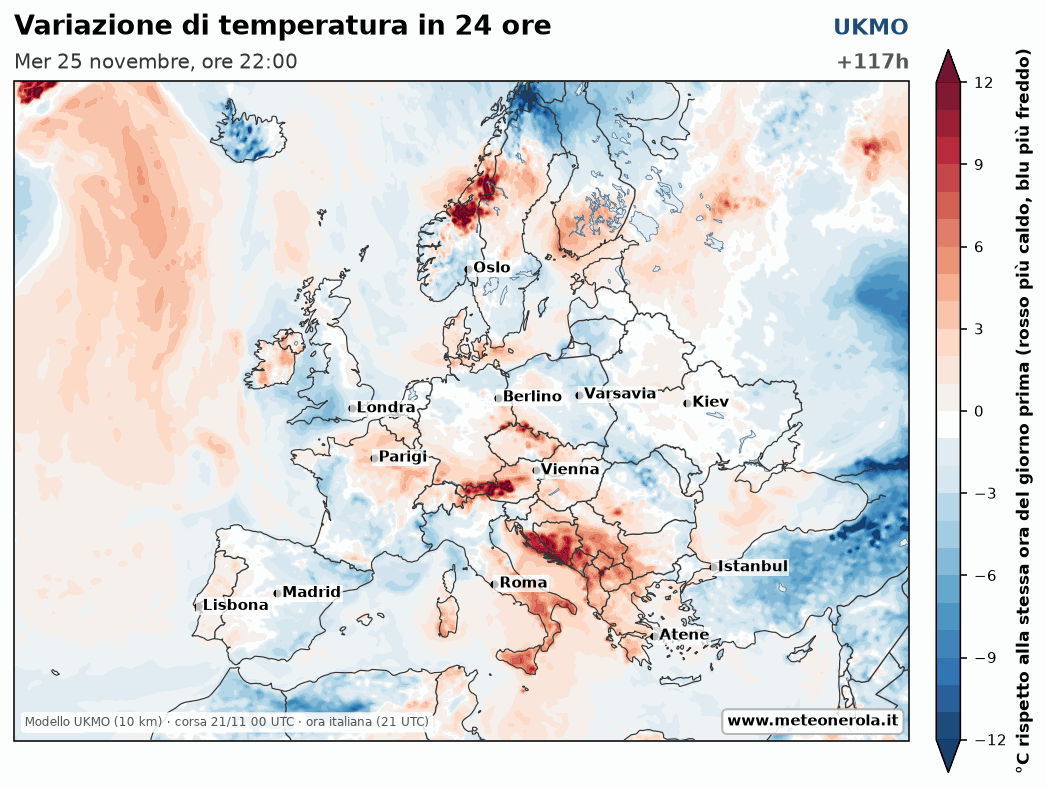 Variazione di temperatura in 24 ore
UKMO
Mer 25 novembre, ore 22:00
+117h
Oslo
Londra
Berlino
Varsavia
Kiev
Parigi
Vienna
Roma
Istanbul
Madrid
Lisbona
Atene
Modello UKMO (10 km) · corsa 21/11 00 UTC · ora italiana (21 UTC)
www.meteonerola.it
12
9
6
3
0
−3
−6
−9
−12
°C rispetto alla stessa ora del giorno prima (rosso più caldo, blu più freddo)